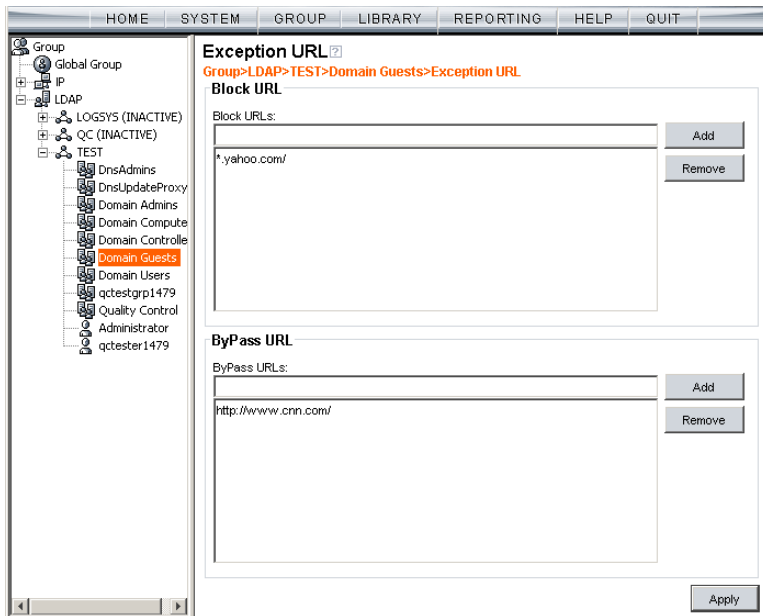 HOME SYSTEM GROUP LIBRARY REPORTING HELP QUIT
Group
Global Group
IP
LDAP
LOGSYS (INACTIVE)
QC (INACTIVE)
TEST
DnsAdmins
DnsUpdateProxy
Domain Admins
Domain Compute
Domain Controlle
Domain Guests
Domain Users
qctestgrp1479
Quality Control
Administrator
qctester1479
Exception URL ?
Group>LDAP>TEST>Domain Guests>Exception URL
Block URL
Block URLs:
Add
*.yahoo.com/
Remove
ByPass URL
ByPass URLs:
Add
http://www.cnn.com/
Remove
Apply